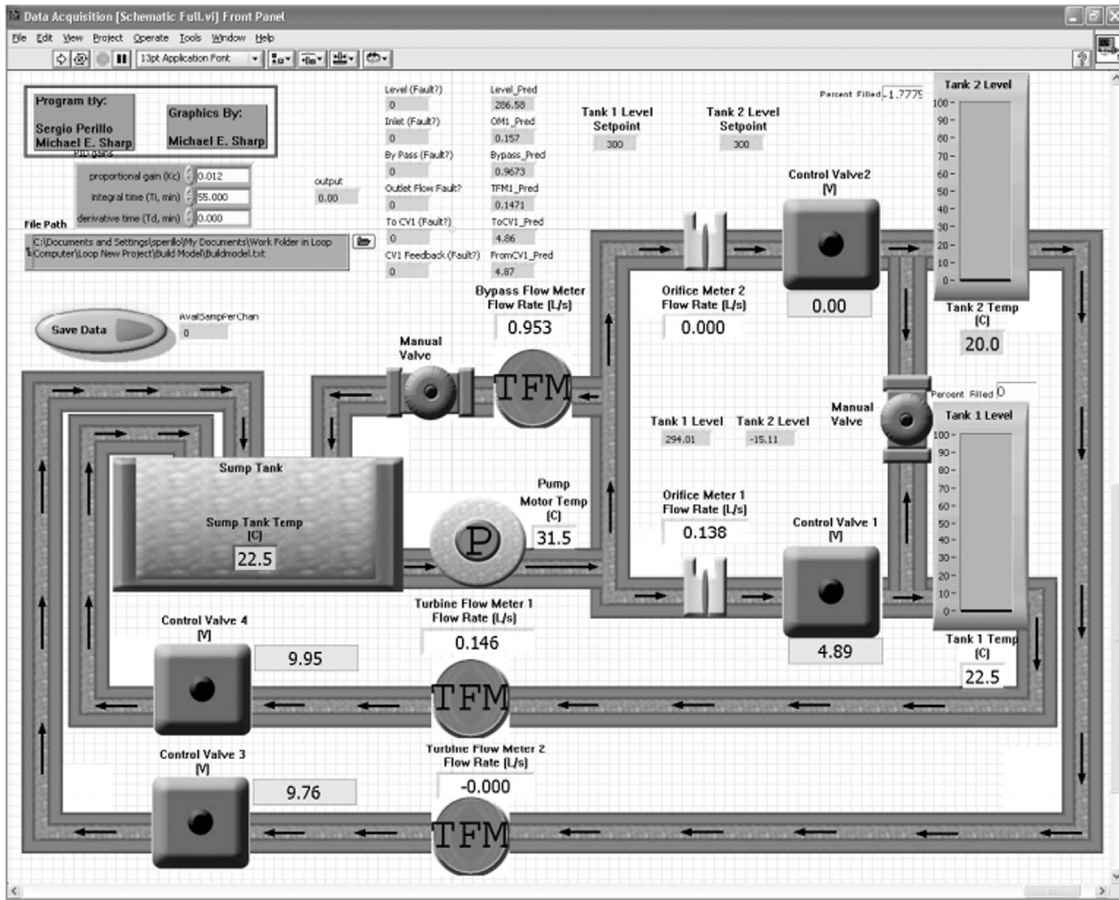 Data Acquisition [Schematic Full.vi] Front Panel
File Edit View Project Operate Tools Window Help
13pt Application Font
Program By:
Sergio Perillo
Michael E. Sharp
Graphics By:
Michael E. Sharp
PID gains
proportional gain (Kc) 0.012
integral time (Ti, min) 55.000
derivative time (Td, min) 0.000
output
0.00
File Path
C:\Documents and Settings\sperillo\My Documents\Work Folder in Loop
Computer\Loop New Project\Build Model\Buildmodel.txt
Save Data
AvailSampPerChan
0
Level (Fault?)
0
Inlet (Fault?)
0
By Pass (Fault?)
0
Outlet Flow Fault?
0
To CV1 (Fault?)
0
CV1 Feedback (Fault?)
0
Level_Pred
286.58
OM1_Pred
0.157
Bypass_Pred
0.9673
TFM1_Pred
0.1471
ToCV1_Pred
4.86
FromCV1_Pred
4.87
Tank 1 Level
Setpoint
300
Tank 2 Level
Setpoint
300
Percent Filled -1.7779
Tank 2 Level
100
90
80
70
60
50
40
30
20
10
0
Control Valve2
[V]
0.00
Bypass Flow Meter
Flow Rate [L/s]
0.953
Orifice Meter 2
Flow Rate [L/s]
0.000
Tank 2 Temp
[C]
20.0
Manual
Valve
TFM
Manual
Valve
Percent Filled 0
Tank 1 Level
100
90
80
70
60
50
40
30
20
10
0
Tank 1 Level
294.01
Tank 2 Level
-15.11
Sump Tank
Sump Tank Temp
[C]
22.5
P
Pump
Motor Temp
[C]
31.5
Orifice Meter 1
Flow Rate [L/s]
0.138
Control Valve 1
[V]
4.89
Tank 1 Temp
[C]
22.5
Turbine Flow Meter 1
Flow Rate [L/s]
0.146
TFM
Control Valve 4
[V]
9.95
Turbine Flow Meter 2
Flow Rate [L/s]
-0.000
TFM
Control Valve 3
[V]
9.76